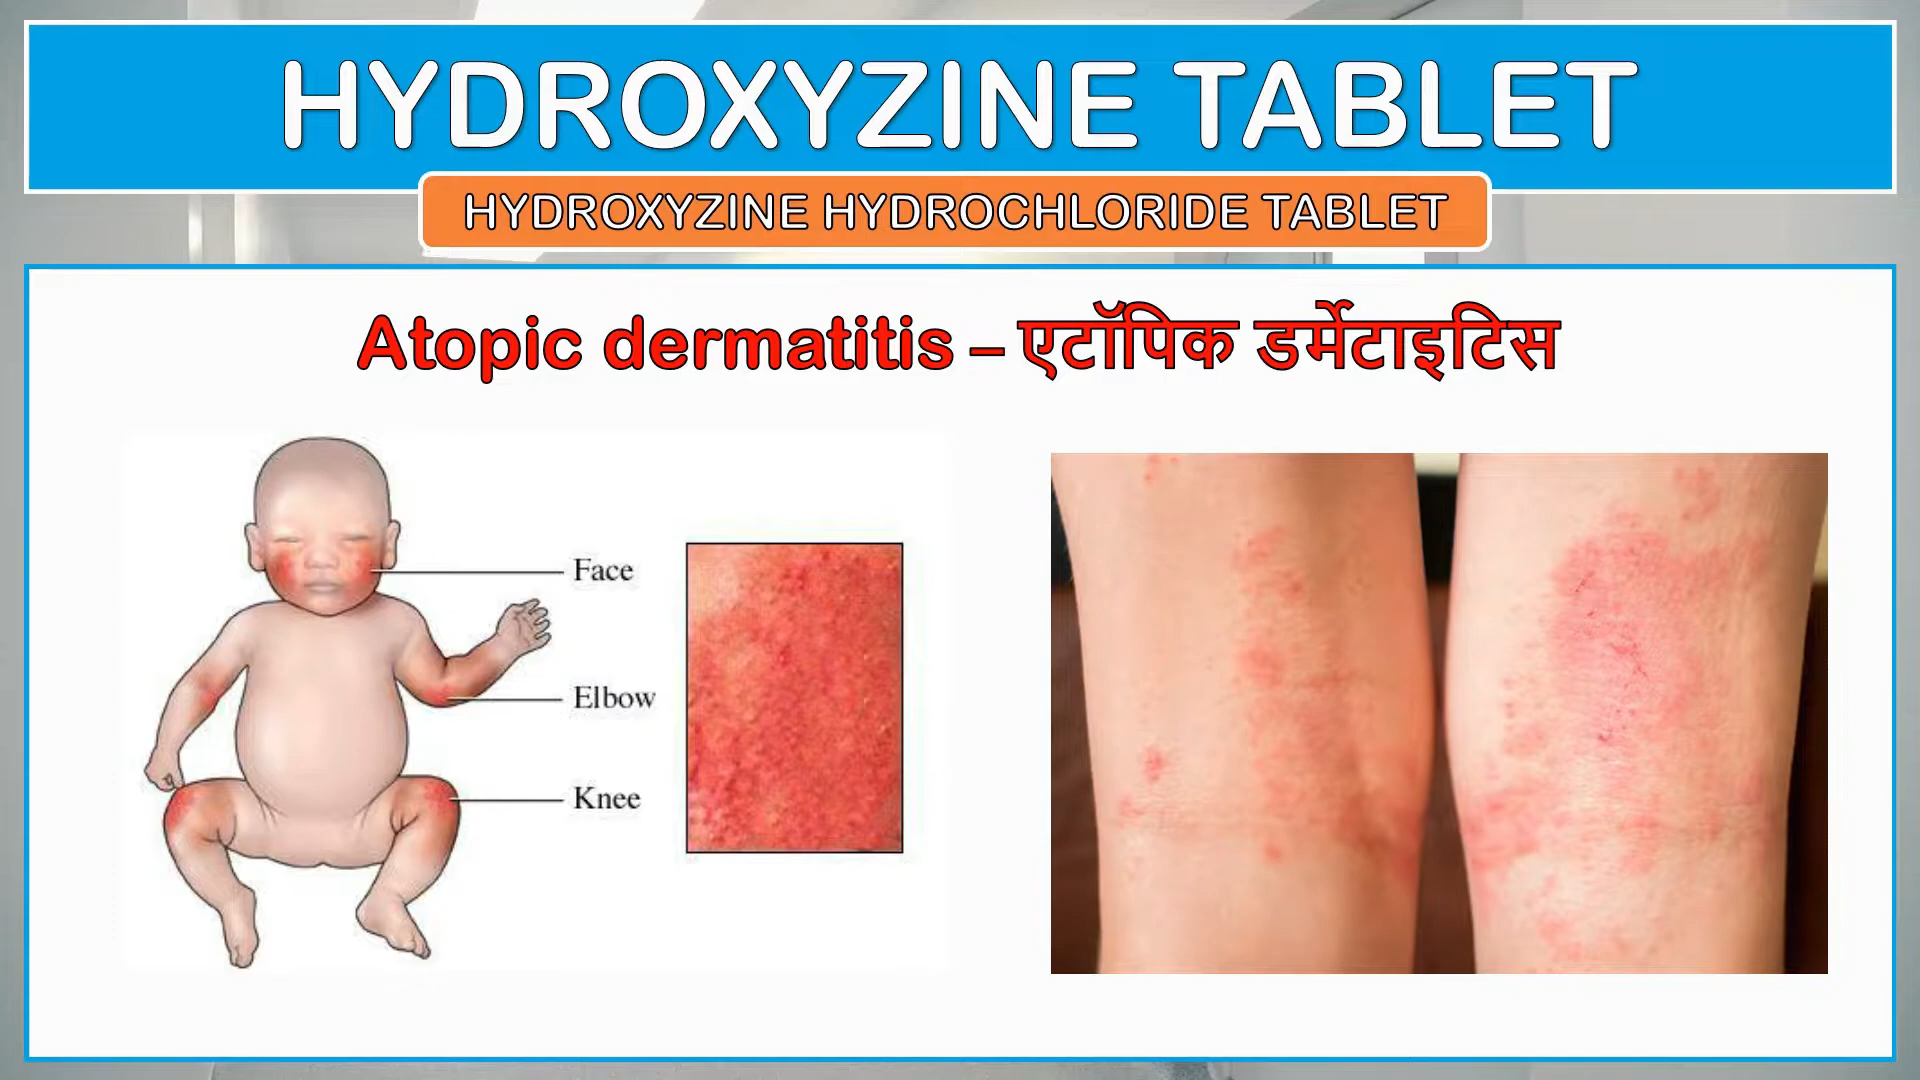 HYDROXYZINE TABLET
HYDROXYZINE HYDROCHLORIDE TABLET
Atopic dermatitis – एटॉपिक डर्मेटाइटिस
Face
Elbow
Knee